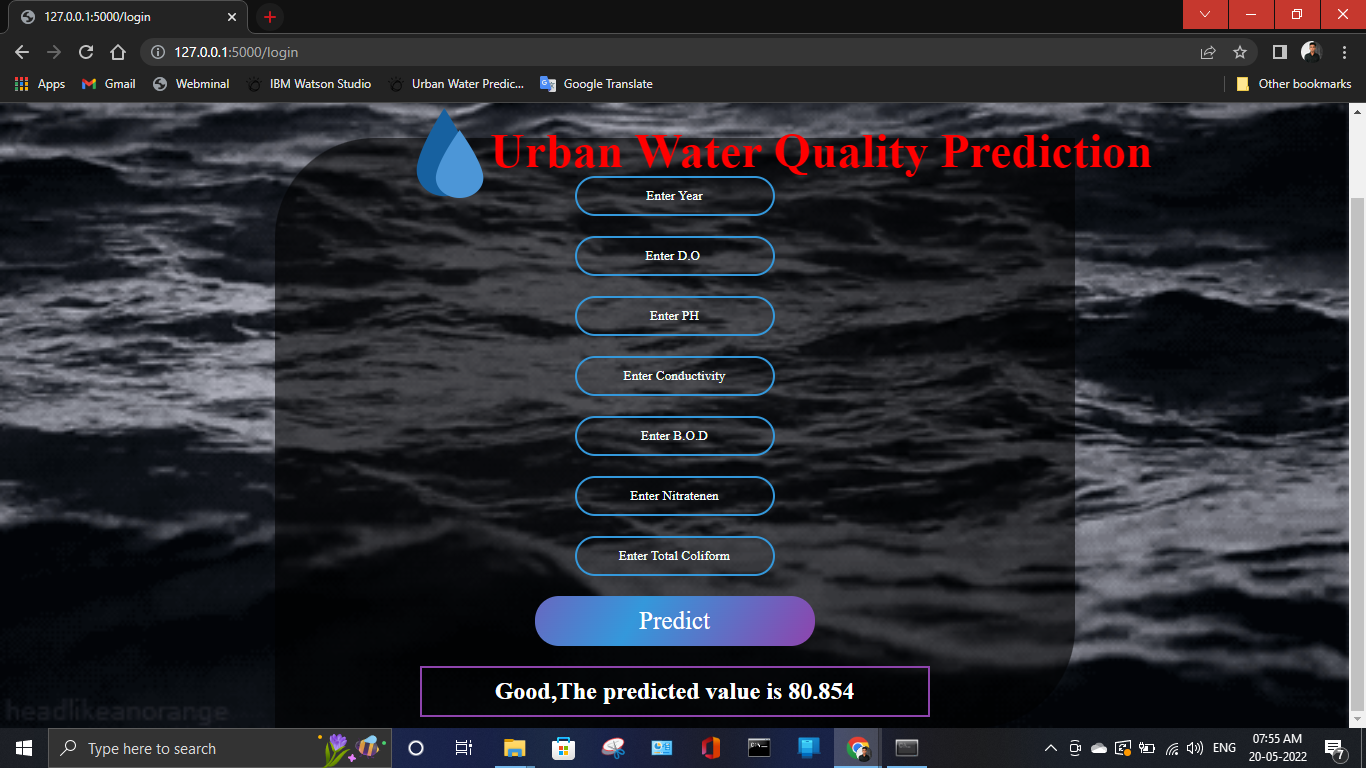 127.0.0.1:5000/login
127.0.0.1:5000/login
Apps Gmail Webminal IBM Watson Studio Urban Water Predic... Google Translate Other bookmarks
Urban Water Quality Prediction
Enter Year
Enter D.O
Enter PH
Enter Conductivity
Enter B.O.D
Enter Nitratenen
Enter Total Coliform
Predict
Good,The predicted value is 80.854
headlikeanorange
Type here to search
ENG
07:55 AM
20-05-2022
7